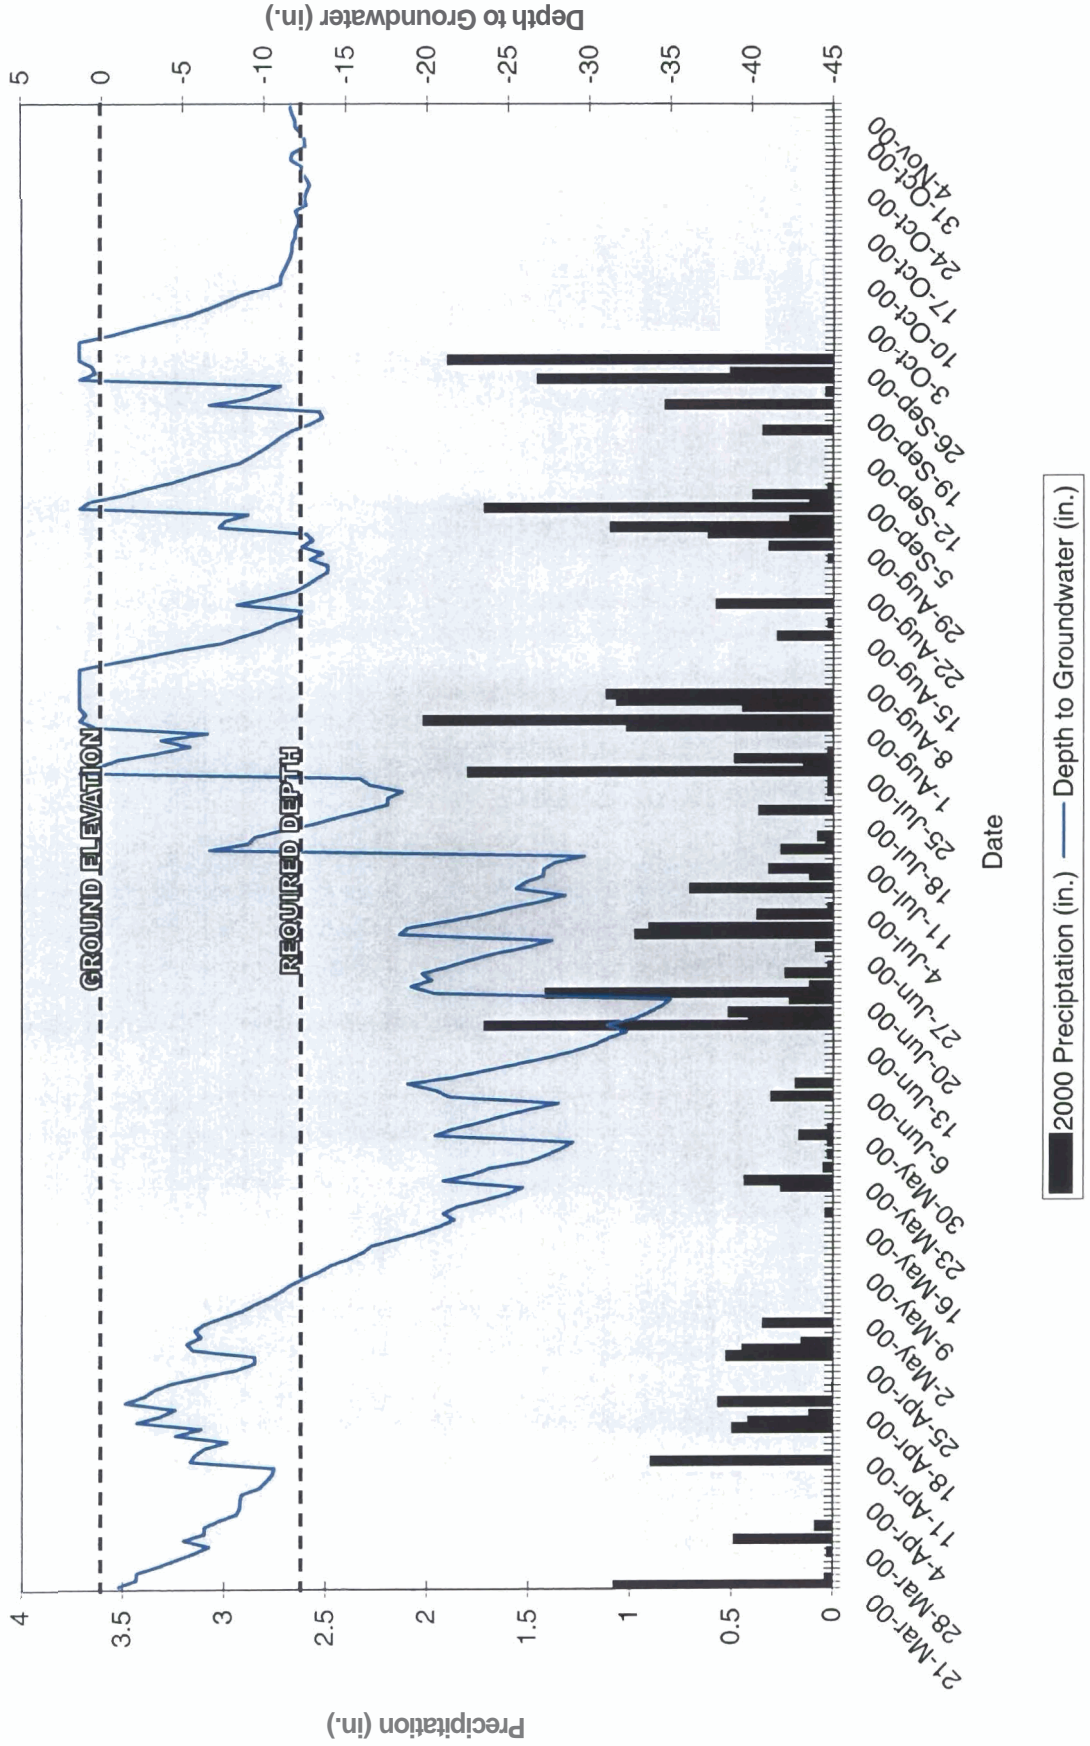 Precipitation (in.)
4
3.5
3
2.5
2
1.5
1
0.5
0
GROUND ELEVATION
REQUIRED DEPTH
5
0
-5
-10
-15
-20
-25
-30
-35
-40
-45
Depth to Groundwater (in.)
21-Mar-00
28-Mar-00
4-Apr-00
11-Apr-00
18-Apr-00
25-Apr-00
2-May-00
9-May-00
16-May-00
23-May-00
30-May-00
6-Jun-00
13-Jun-00
20-Jun-00
27-Jun-00
4-Jul-00
11-Jul-00
18-Jul-00
25-Jul-00
1-Aug-00
8-Aug-00
15-Aug-00
22-Aug-00
29-Aug-00
5-Sep-00
12-Sep-00
19-Sep-00
26-Sep-00
3-Oct-00
10-Oct-00
17-Oct-00
24-Oct-00
31-Oct-00
4-Nov-00
Date
2000 Preciptation (in.) Depth to Groundwater (in.)